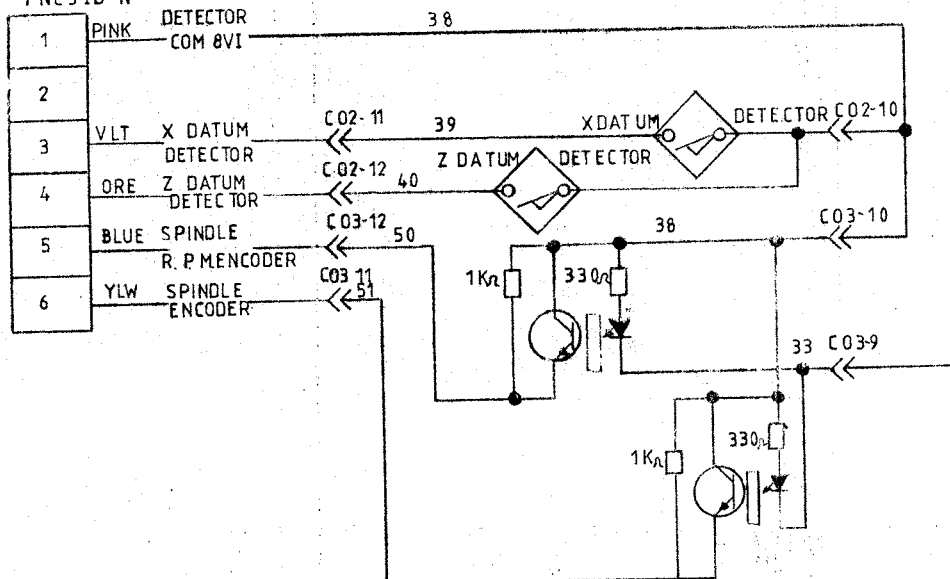 38
DETECTOR
1 PINK COM 8VI
2
3 VLT X DATUM DETECTOR C02-11 39 X DATUM DETECTOR C02-10
4 ORE Z DATUM DETECTOR C02-12 40 Z DATUM DETECTOR
5 BLUE SPINDLE R.P.M.ENCODER C03-12 50
38 C03-10
6 YLW SPINDLE ENCODER C03 11 51
1KΩ 330Ω
33 C03-9
1KΩ 330Ω